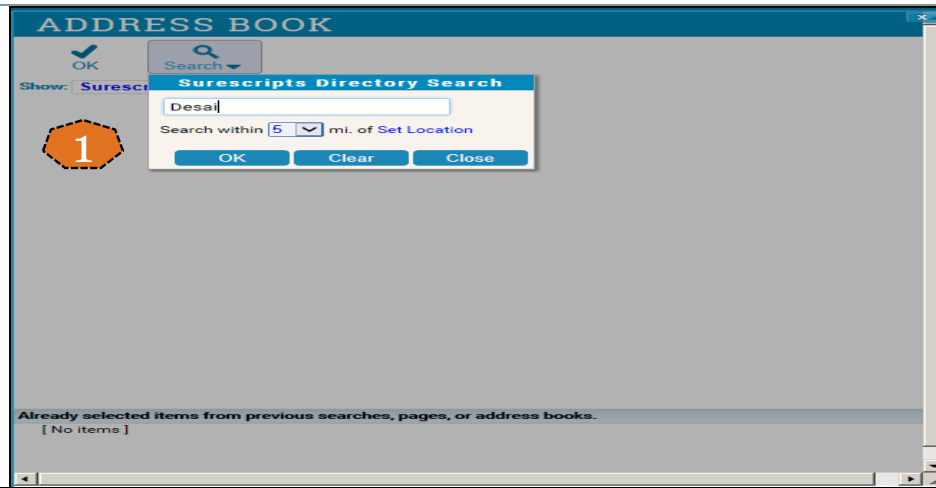 ADDRESS BOOK
OK
Search
Show: Surescr
Surescripts Directory Search
Desai
Search within 5 mi. of Set Location
OK Clear Close
1
Already selected items from previous searches, pages, or address books.
[ No items ]